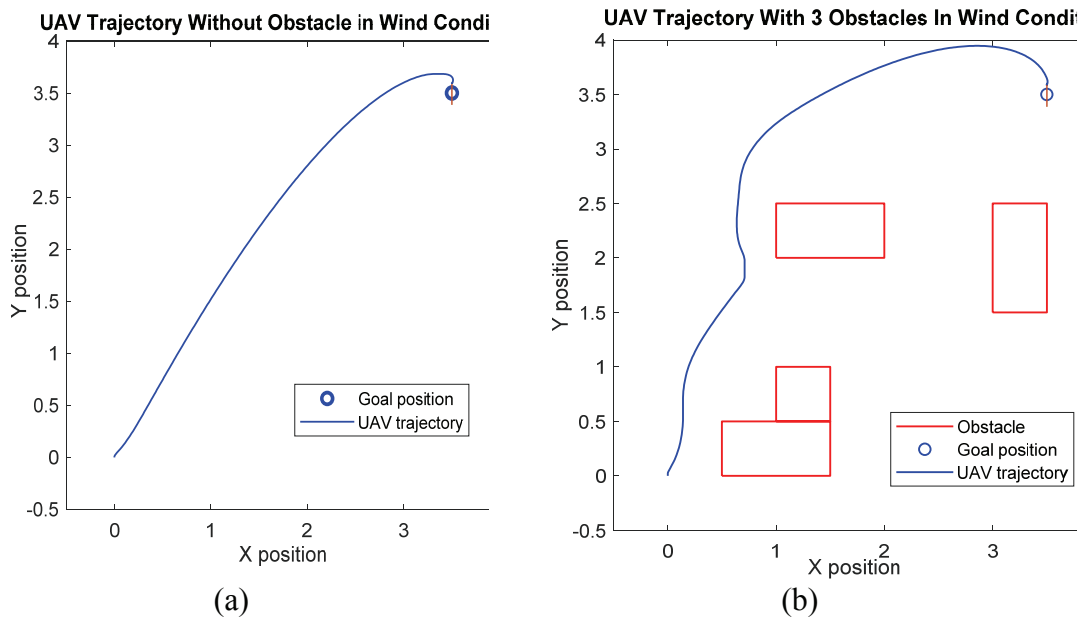 UAV Trajectory Without Obstacle in Wind Condi
4
3.5
3
2.5
2
1.5
1
0.5
0
-0.5
Y position
Goal position
UAV trajectory
0 1 2 3
X position
(a)
UAV Trajectory With 3 Obstacles In Wind Condit
4
3.5
3
2.5
2
1.5
1
0.5
0
-0.5
Y position
Obstacle
Goal position
UAV trajectory
0 1 2 3
X position
(b)